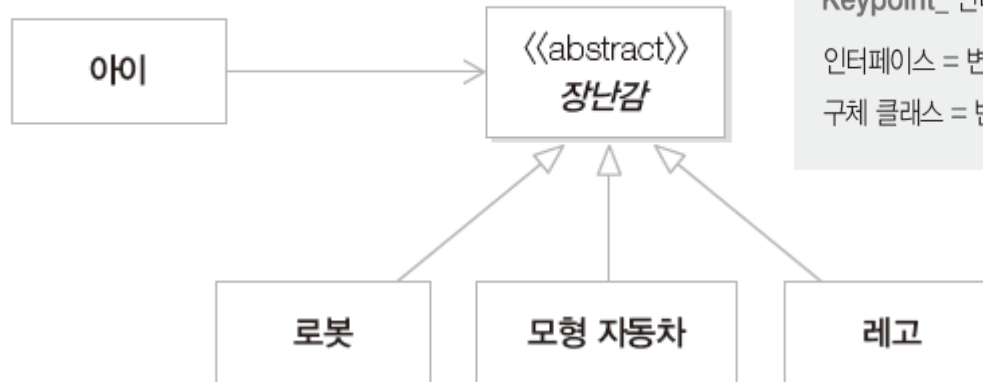 아이
《abstract》
장난감
Keypoint_
인터페이스 =
구체 클래스 =
로봇
모형 자동차
레고